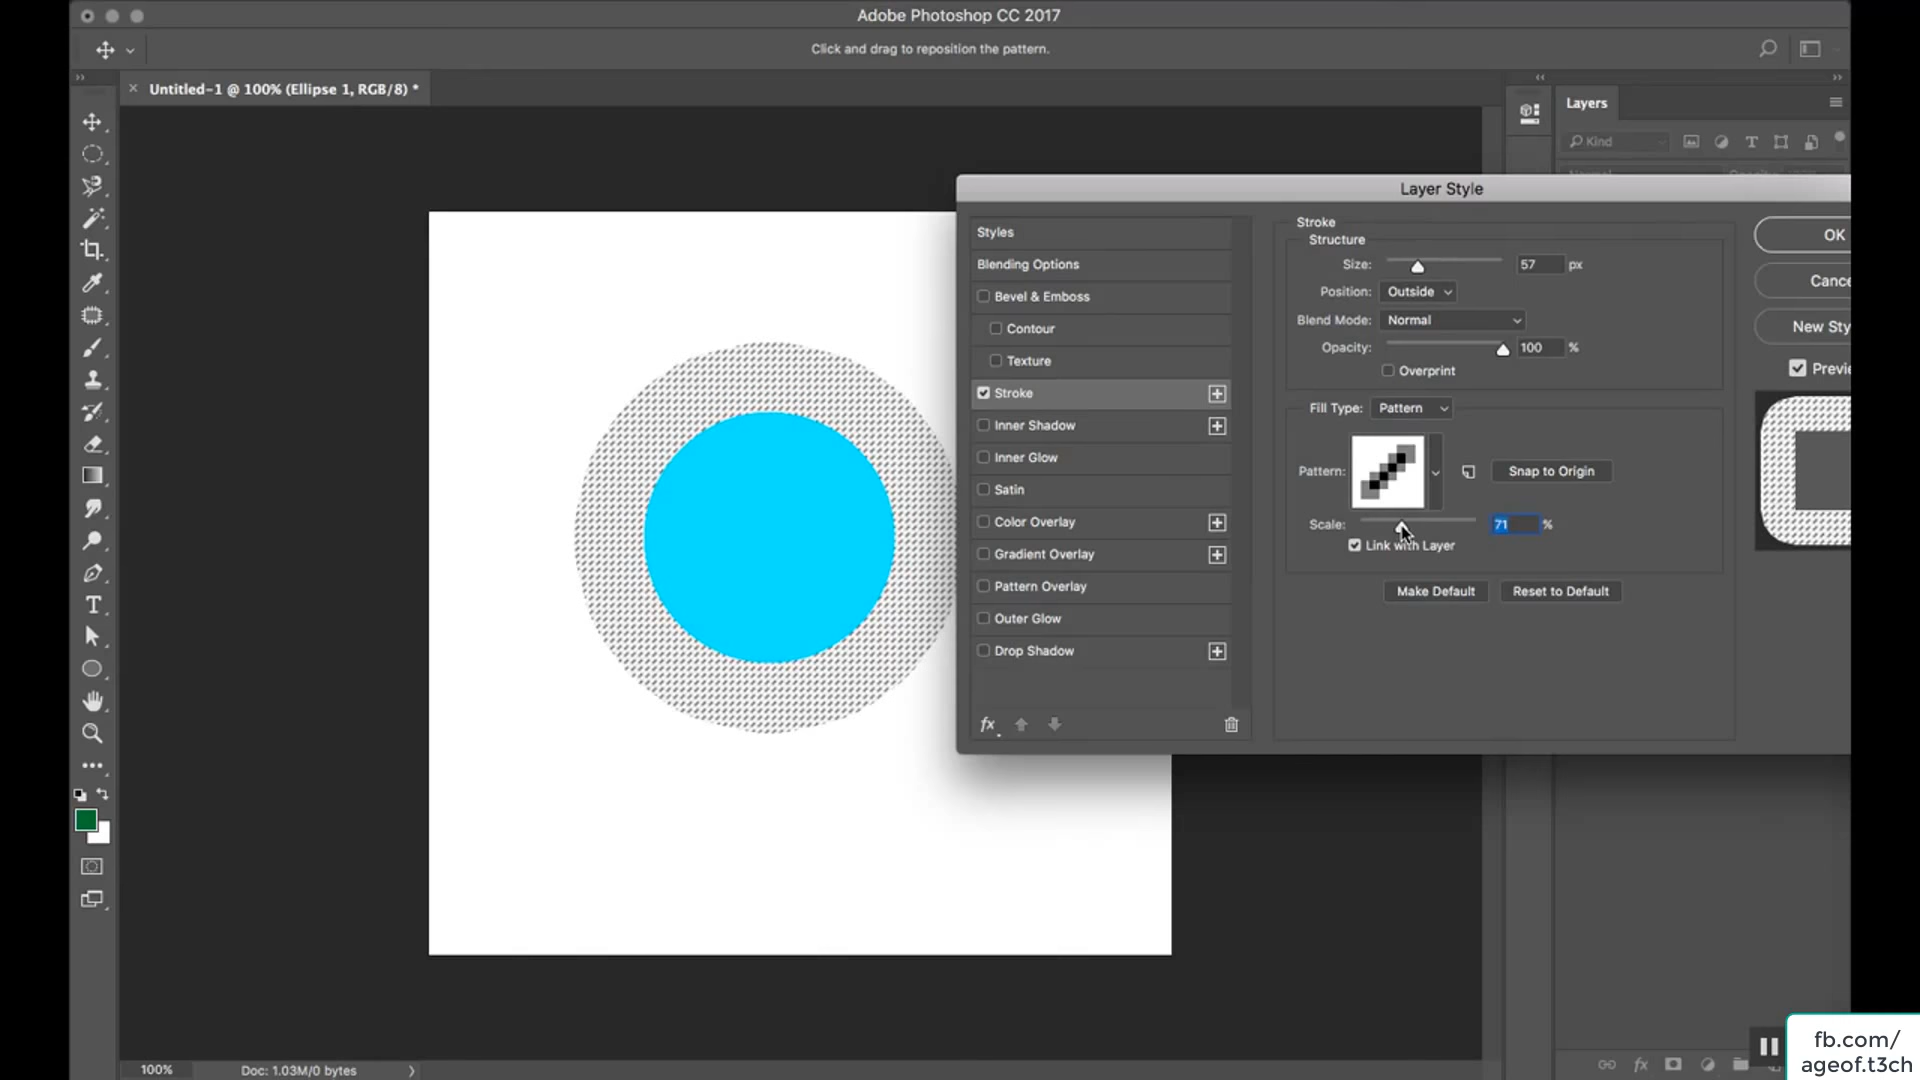 Adobe Photoshop CC 2017
Click and drag to reposition the pattern.
Untitled-1 @ 100% (Ellipse 1, RGB/8) *
Layers
Kind
Layer Style
Styles
Blending Options
Bevel & Emboss
Contour
Texture
Stroke
Inner Shadow
Inner Glow
Satin
Color Overlay
Gradient Overlay
Pattern Overlay
Outer Glow
Drop Shadow
fx
Stroke
Structure
Size: 57 px
Position: Outside
Blend Mode: Normal
Opacity: 100 %
Overprint
Fill Type: Pattern
Pattern: Snap to Origin
Scale: 71 %
Link with Layer
Make Default Reset to Default
OK
Cance
New Sty
Previe
100% Doc: 1.03M/0 bytes
fx
fb.com/
ageof.t3ch